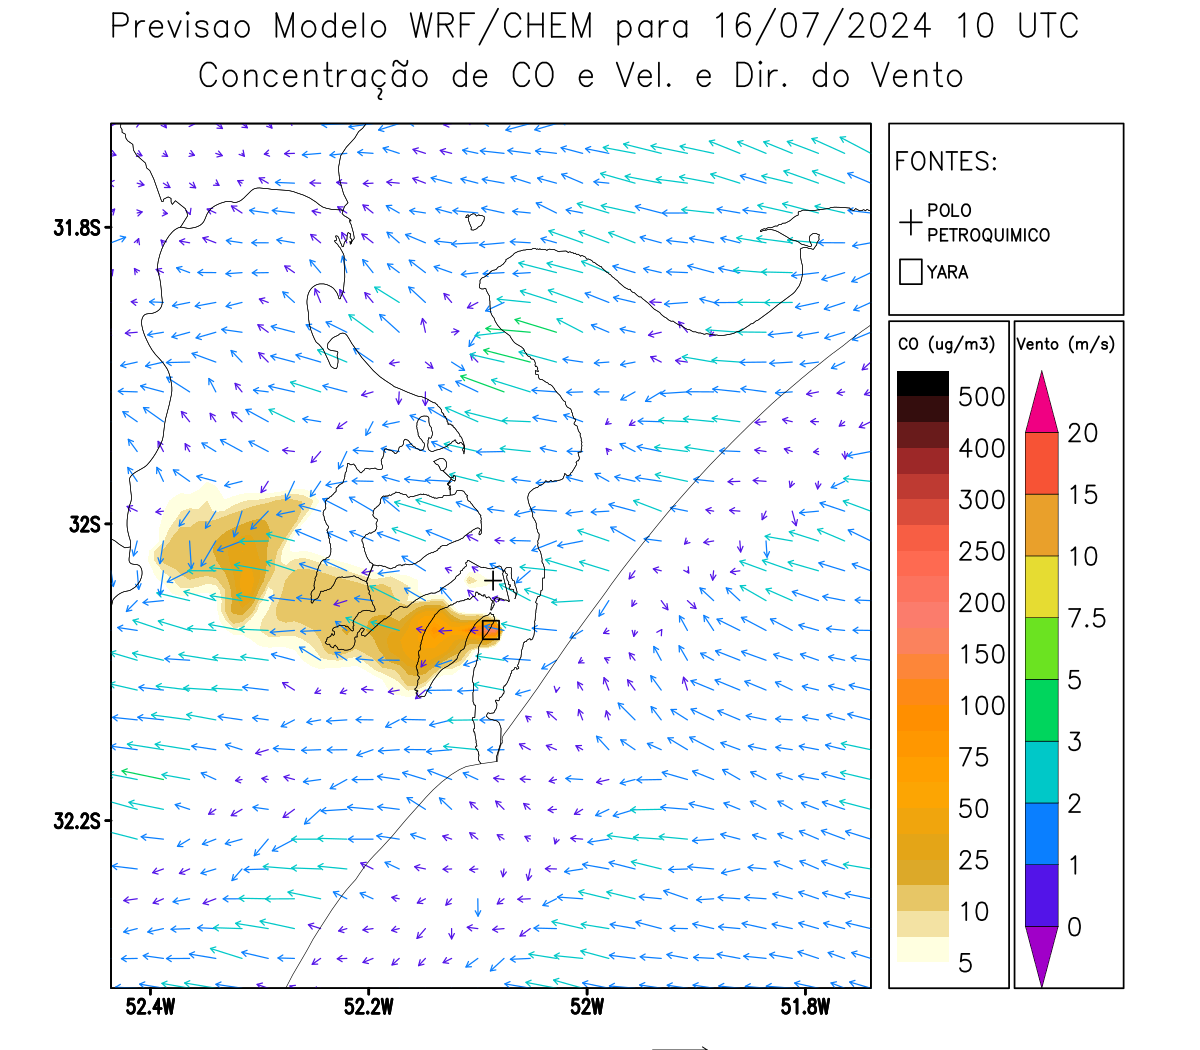 Previsao Modelo WRF/CHEM para 16/07/2024 10 UTC
Concentração de CO e Vel. e Dir. do Vento
FONTES:
POLO
PETROQUIMICO
YARA
CO (ug/m3)
500
400
300
250
200
150
100
75
50
25
10
5
Vento (m/s)
20
15
10
7.5
5
3
2
1
0
31.8S
32S
32.2S
52.4W
52.2W
52W
51.8W